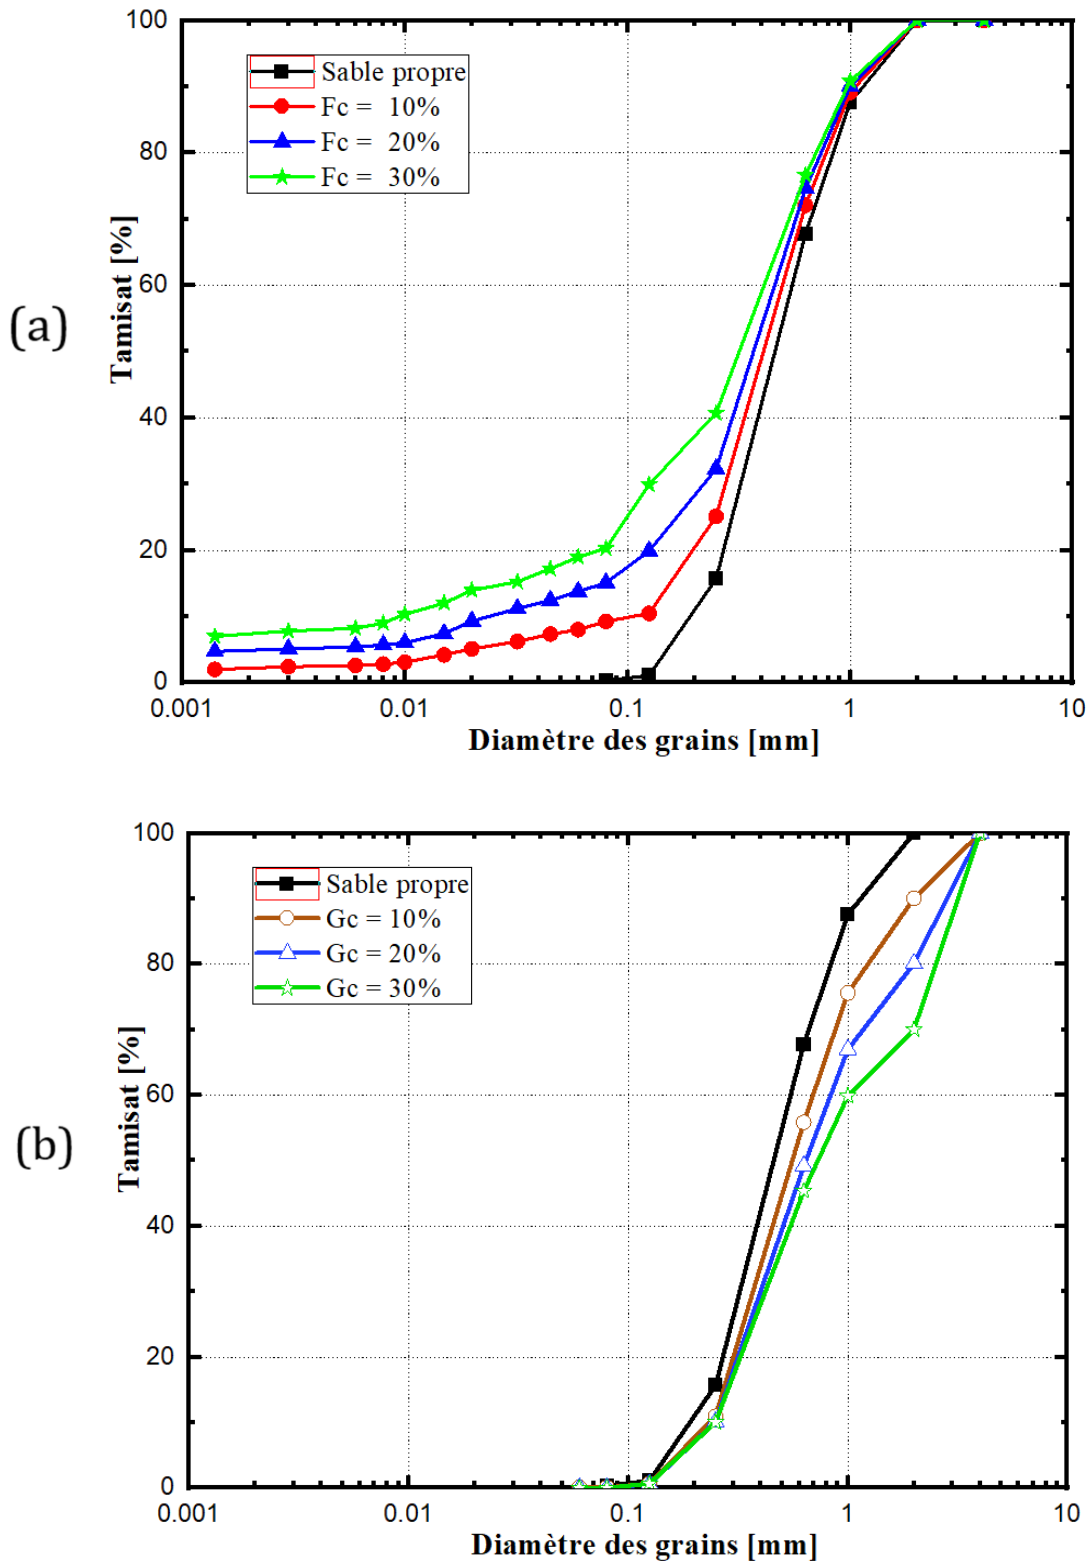 100
80
60
40
20
0
Tamisat [%]
(a)
Sable propre
Fc = 10%
Fc = 20%
Fc = 30%
0.001
0.01
0.1
1
10
Diamètre des grains [mm]
100
80
60
40
20
0
Tamisat [%]
(b)
Sable propre
Gc = 10%
Gc = 20%
Gc = 30%
0.001
0.01
0.1
1
10
Diamètre des grains [mm]